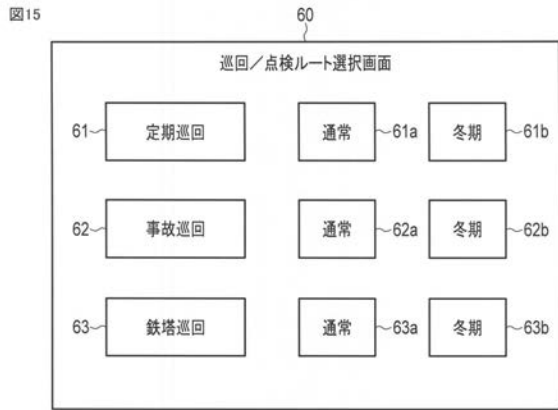 図15
60
巡回／点検ルート選択画面
61 定期巡回 通常 61a 冬期 61b
62 事故巡回 通常 62a 冬期 62b
63 鉄塔巡回 通常 63a 冬期 63b